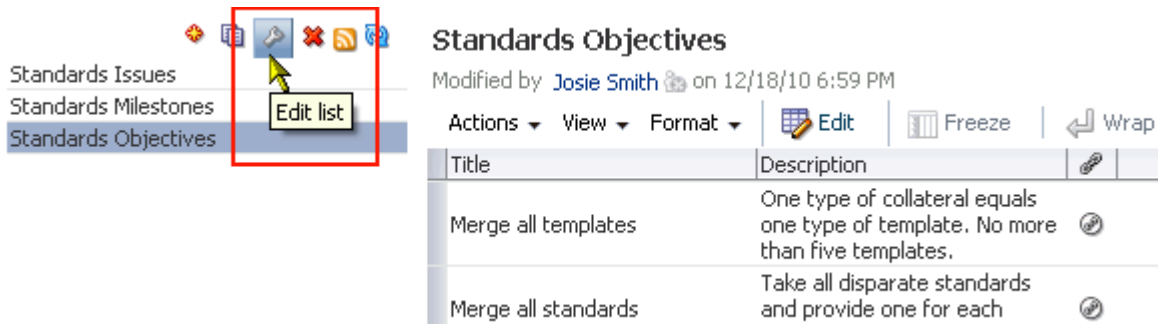 Standards Issues
Standards Milestones
Standards Objectives
Edit list
Standards Objectives
Modified by Josie Smith on 12/18/10 6:59 PM
Actions View Format Edit Freeze Wrap
Title Description
Merge all templates
One type of collateral equals
one type of template. No more
than five templates.
Merge all standards
Take all disparate standards
and provide one for each